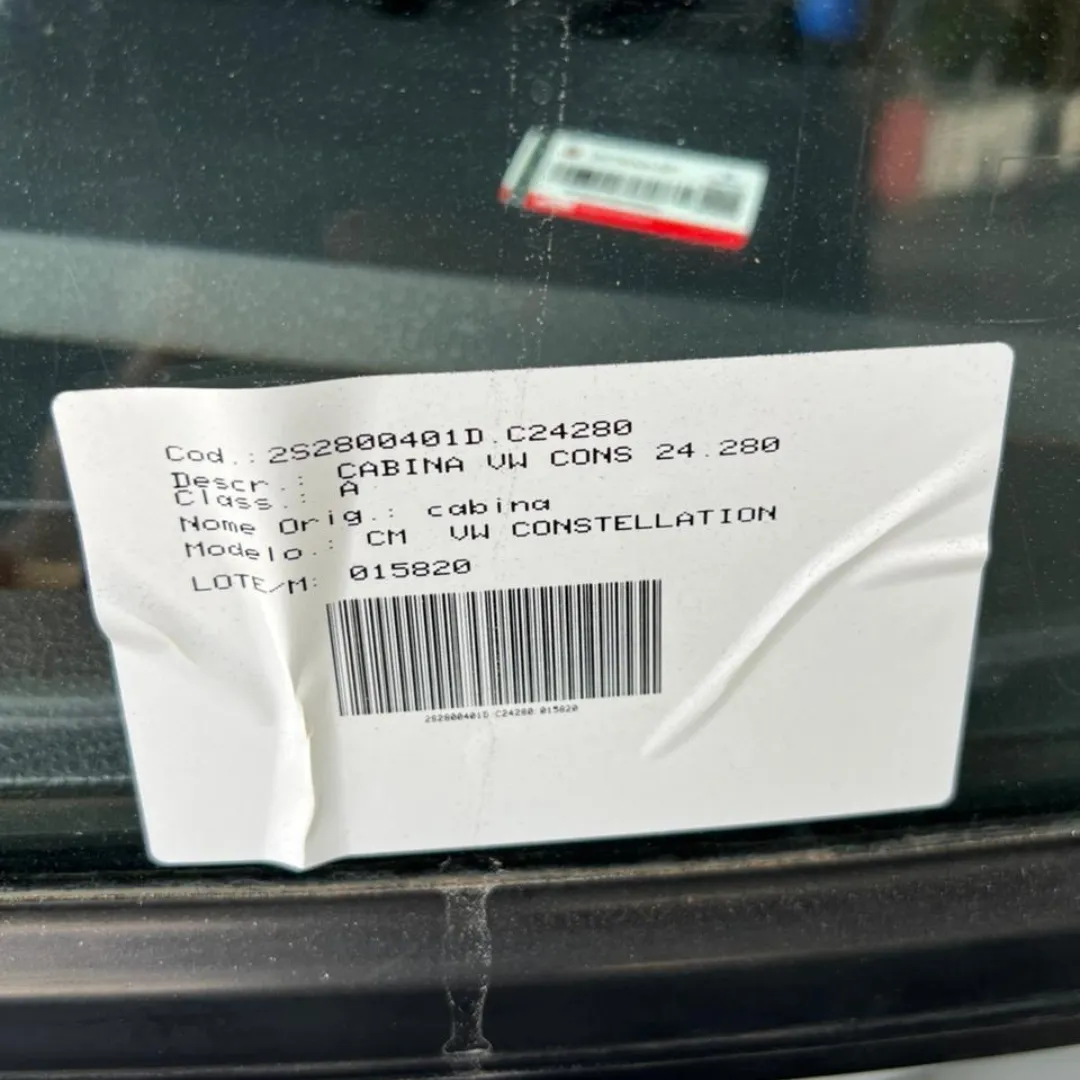 Cod.: 2S2800401D.C24280
Descr.: CABINA VW CONS 24.280
Class.: A
Nome Orig.: cabina
Modelo.: CM VW CONSTELLATION
LOTE/M: 015820
2S2800401D.C24280:015820